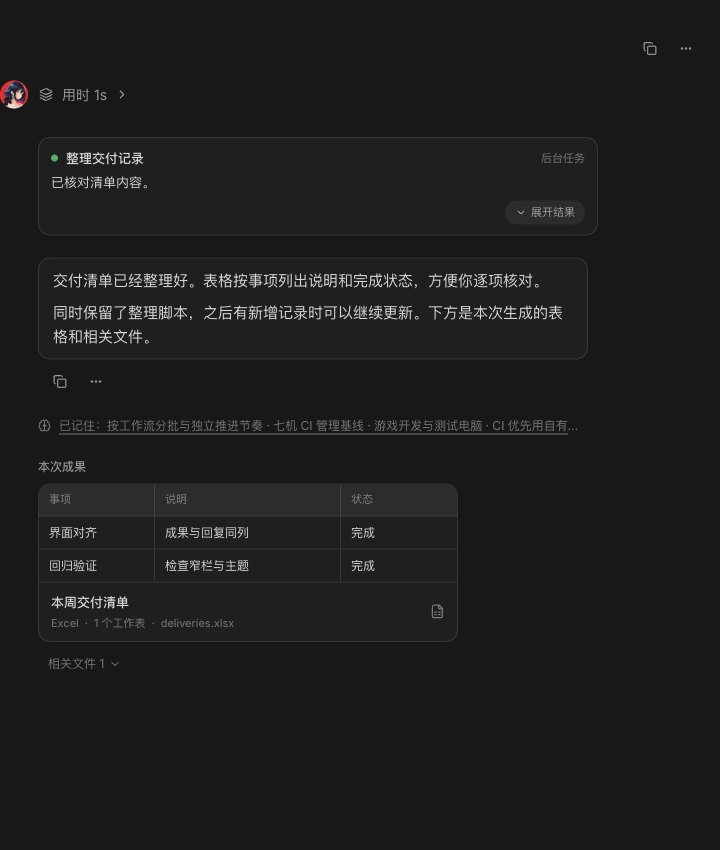 用时 1s
整理交付记录 后台任务
已核对清单内容。
展开结果
交付清单已经整理好。表格按事项列出说明和完成状态，方便你逐项核对。
同时保留了整理脚本，之后有新增记录时可以继续更新。下方是本次生成的表
格和相关文件。
已记住：按工作流分批与独立推进节奏 · 七机 CI 管理基线 · 游戏开发与测试电脑 · CI 优先用自有...
本次成果
事项 说明 状态
界面对齐 成果与回复同列 完成
回归验证 检查窄栏与主题 完成
本周交付清单
Excel · 1 个工作表 · deliveries.xlsx
相关文件 1